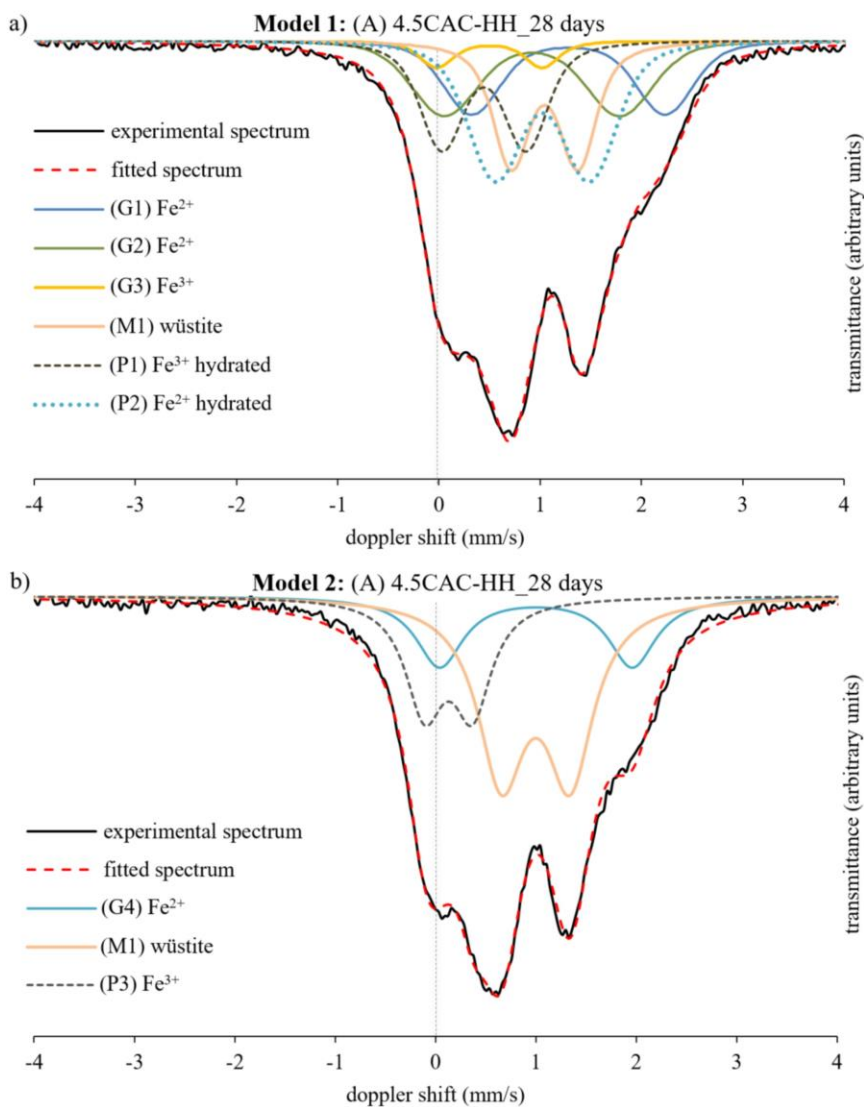 a)
Model 1: (A) 4.5CAC-HH_28 days
experimental spectrum
fitted spectrum
(G1) Fe²⁺
(G2) Fe²⁺
(G3) Fe³⁺
(M1) wüstite
(P1) Fe³⁺ hydrated
(P2) Fe²⁺ hydrated
transmittance (arbitrary units)
-4 -3 -2 -1 0 1 2 3 4
doppler shift (mm/s)
b)
Model 2: (A) 4.5CAC-HH_28 days
experimental spectrum
fitted spectrum
(G4) Fe²⁺
(M1) wüstite
(P3) Fe³⁺
transmittance (arbitrary units)
-4 -3 -2 -1 0 1 2 3 4
doppler shift (mm/s)